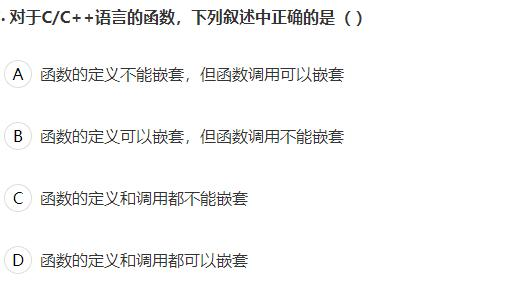 · 对于C/C++语言的函数，下列叙述中正确的是（ ）
A 函数的定义不能嵌套，但函数调用可以嵌套
B 函数的定义可以嵌套，但函数调用不能嵌套
C 函数的定义和调用都不能嵌套
D 函数的定义和调用都可以嵌套